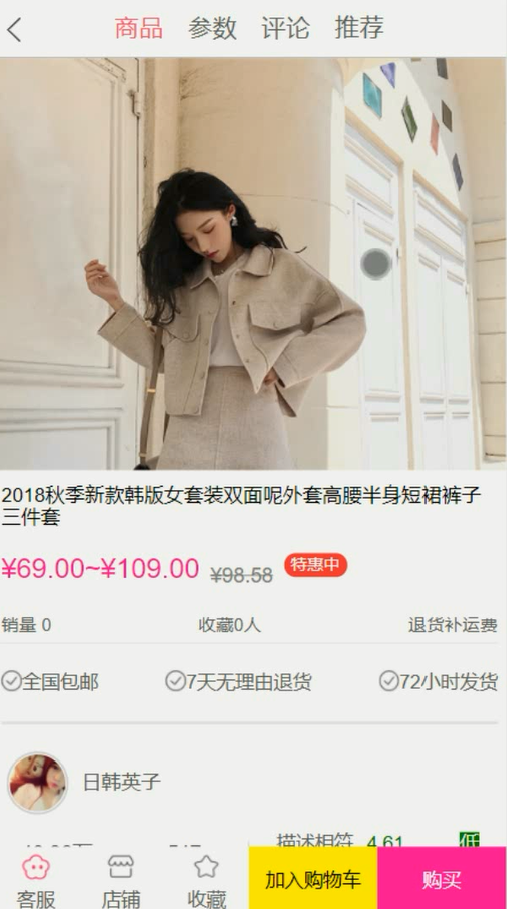 商品 参数 评论 推荐
2018秋季新款韩版女套装双面呢外套高腰半身短裙裤子
三件套
¥69.00~¥109.00 ¥98.58 特惠中
销量 0 收藏0人 退货补运费
全国包邮 7天无理由退货 72小时发货
日韩英子
描述相符 4.61 低
客服 店铺 收藏 加入购物车 购买